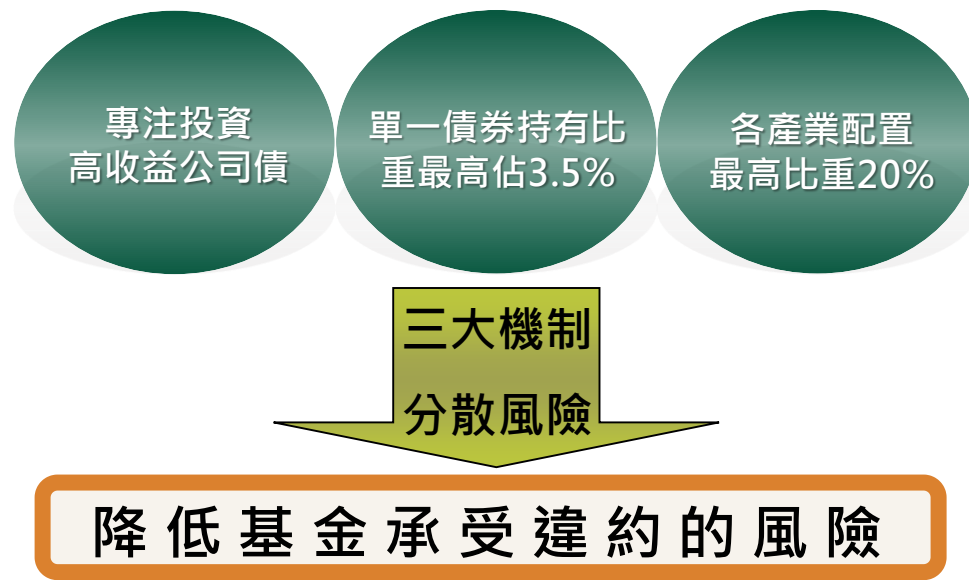 專注投資
高收益公司債
單一債券持有比
重最高佔3.5%
各產業配置
最高比重20%
三大機制
分散風險
降低基金承受違約的風險